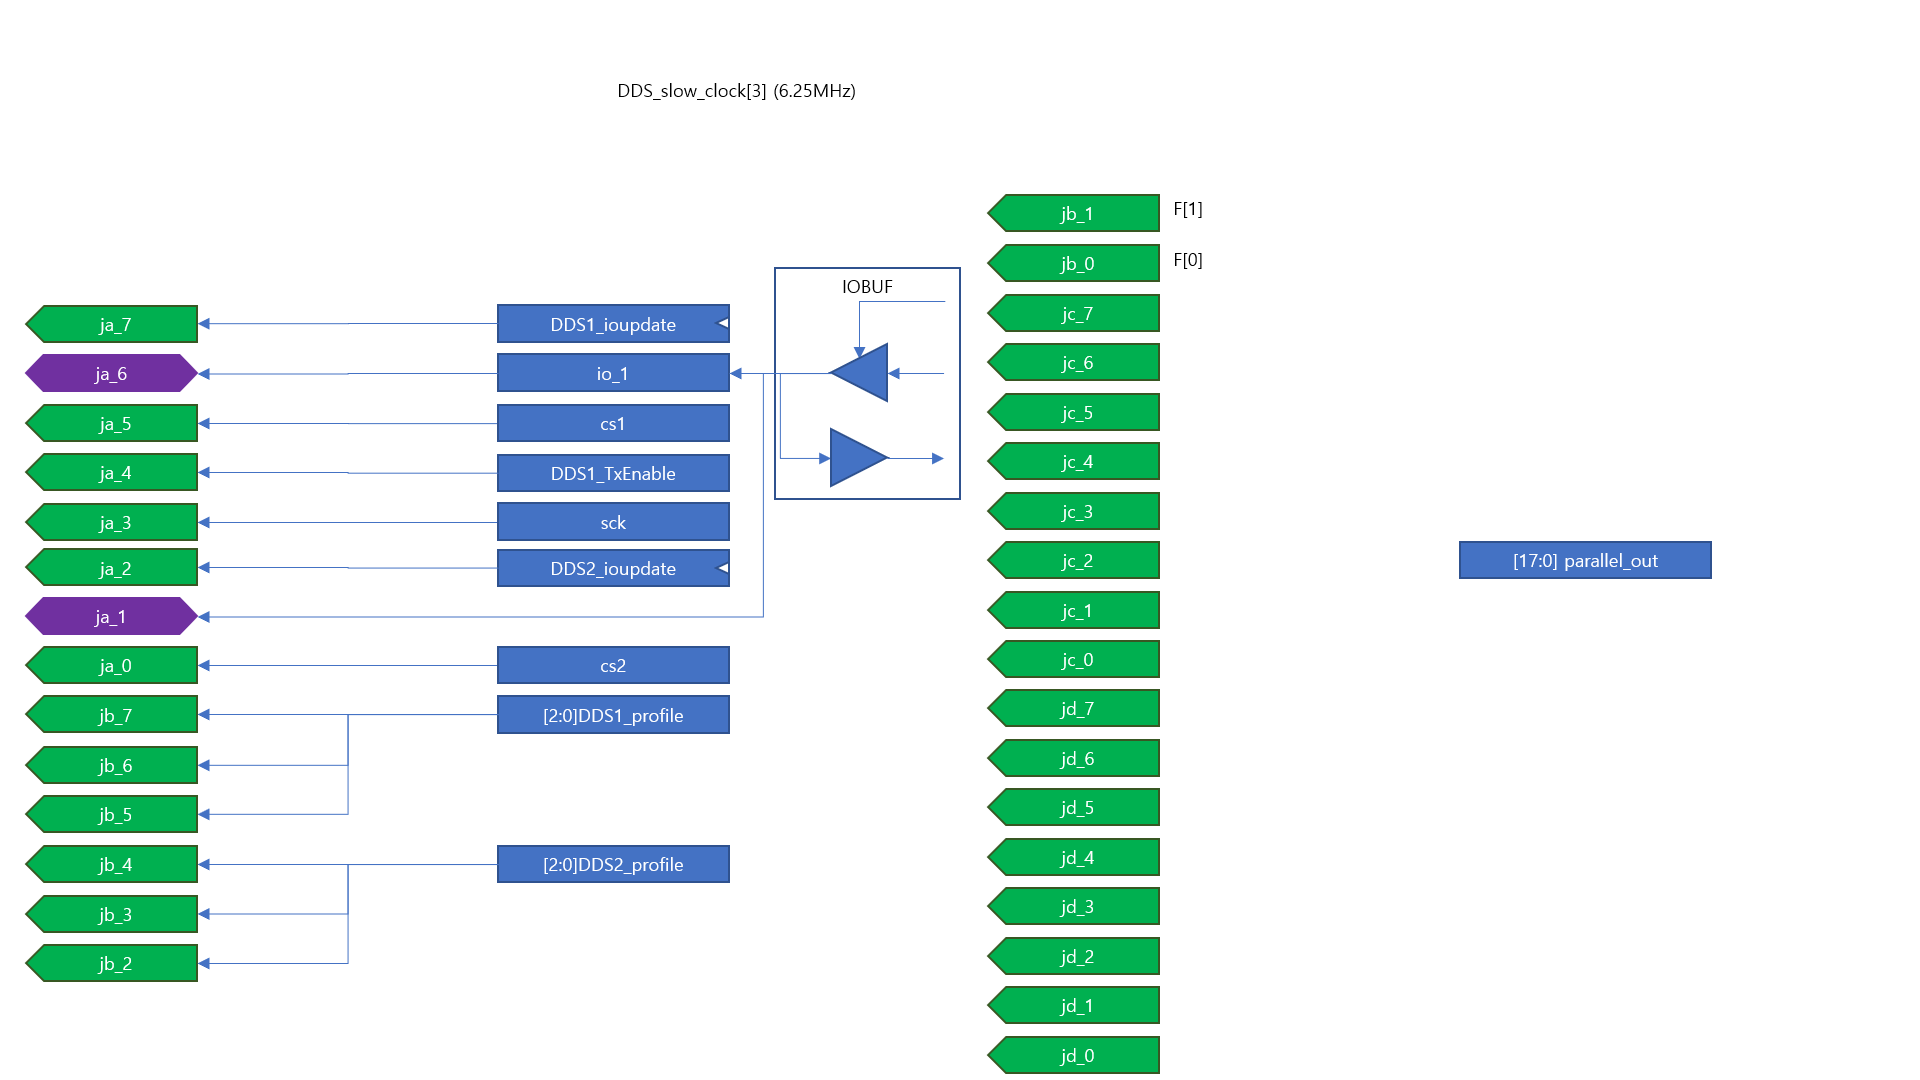 DDS_slow_clock[3] (6.25MHz)
ja_7
ja_6
ja_5
ja_4
ja_3
ja_2
ja_1
ja_0
jb_7
jb_6
jb_5
jb_4
jb_3
jb_2
DDS1_ioupdate
io_1
cs1
DDS1_TxEnable
sck
DDS2_ioupdate
cs2
[2:0]DDS1_profile
[2:0]DDS2_profile
IOBUF
jb_1 F[1]
jb_0 F[0]
jc_7
jc_6
jc_5
jc_4
jc_3
jc_2
jc_1
jc_0
jd_7
jd_6
jd_5
jd_4
jd_3
jd_2
jd_1
jd_0
[17:0] parallel_out